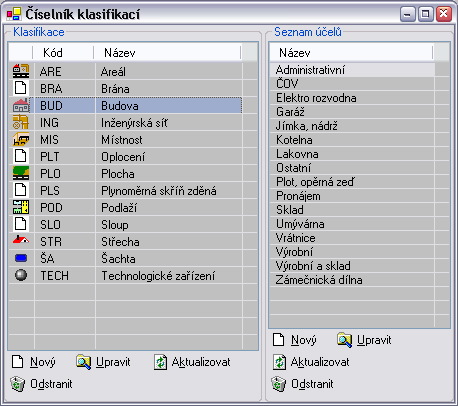 Číselník klasifikací
Klasifikace
Kód Název
ARE Areál
BRA Brána
BUD Budova
ING Inženýrská síť
MIS Místnost
PLT Oplocení
PLO Plocha
PLS Plynoměrná skříň zděná
POD Podlaží
SLO Sloup
STR Střecha
ŠA Šachta
TECH Technologické zařízení
Nový Upravit Aktualizovat
Odstranit
Seznam účelů
Název
Administrativní
ČOV
Elektro rozvodna
Garáž
Jímka, nádrž
Kotelna
Lakovna
Ostatní
Plot, opěrná zeď
Pronájem
Sklad
Umývárna
Vrátnice
Výrobní
Výrobní a sklad
Zámečnická dílna
Nový Upravit
Aktualizovat
Odstranit